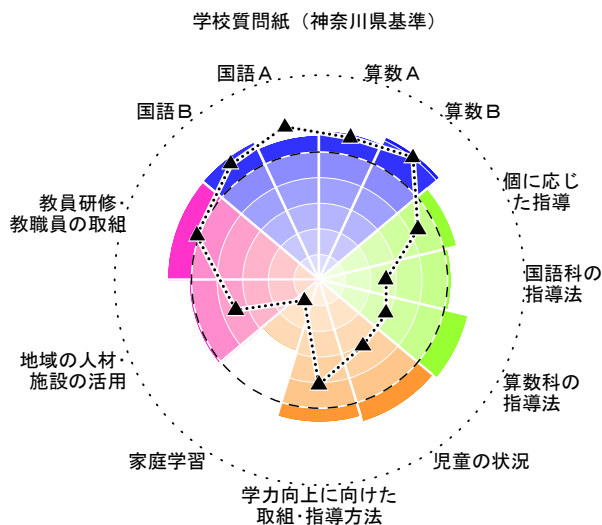 学校質問紙（神奈川県基準）
国語Ａ
算数Ａ
国語Ｂ
算数Ｂ
個に応じ
た指導
教員研修･
教職員の取組
国語科の
指導法
地域の人材･
施設の活用
算数科の
指導法
家庭学習
児童の状況
学力向上に向けた
取組･指導方法